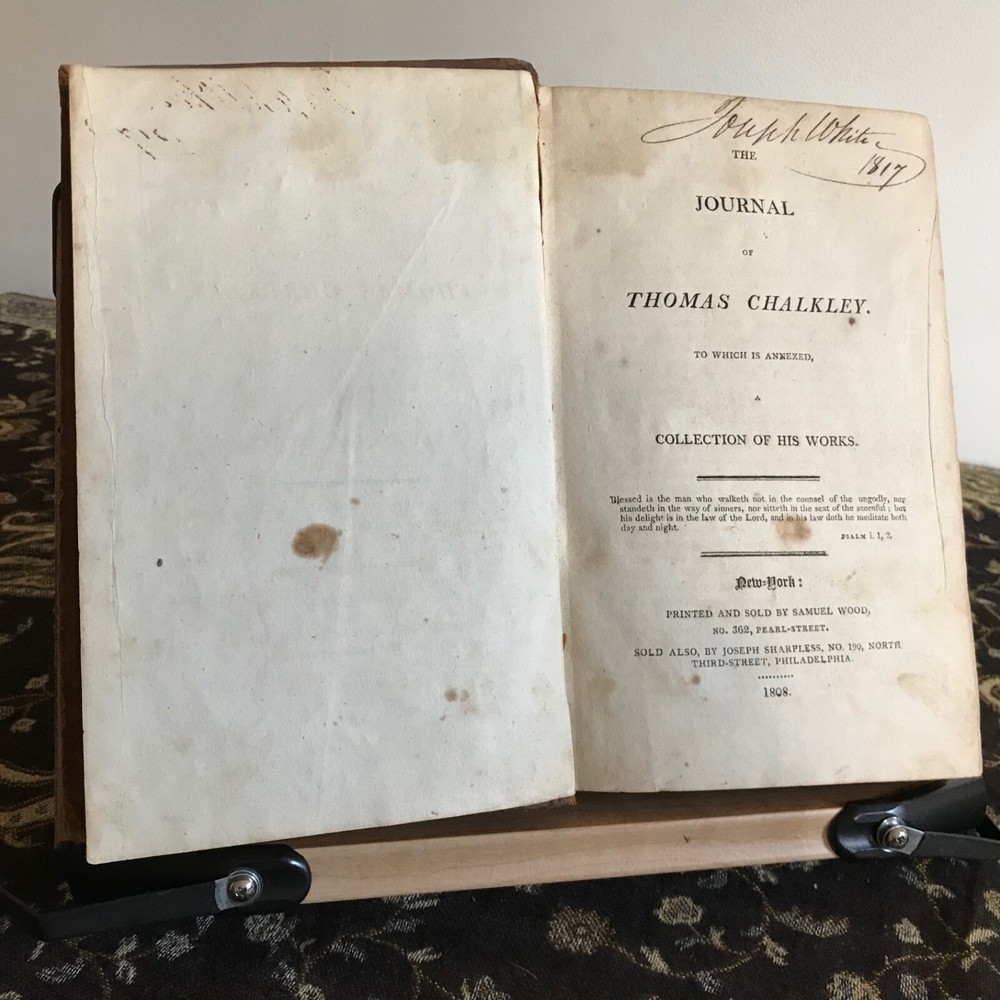 Joseph White
1817
THE
JOURNAL
OF
THOMAS CHALKLEY.
TO WHICH IS ANNEXED,
A
COLLECTION OF HIS WORKS.
Blessed is the man who walketh not in the counsel of the ungodly, nor
standeth in the way of sinners, nor sitteth in the seat of the scornful; but
his delight is in the law of the Lord, and in his law doth he meditate both
day and night.
PSALM i. 1, 2.
New-York:
PRINTED AND SOLD BY SAMUEL WOOD,
NO. 362, PEARL-STREET.
SOLD ALSO, BY JOSEPH SHARPLESS, NO. 190, NORTH
THIRD-STREET, PHILADELPHIA.
1808.